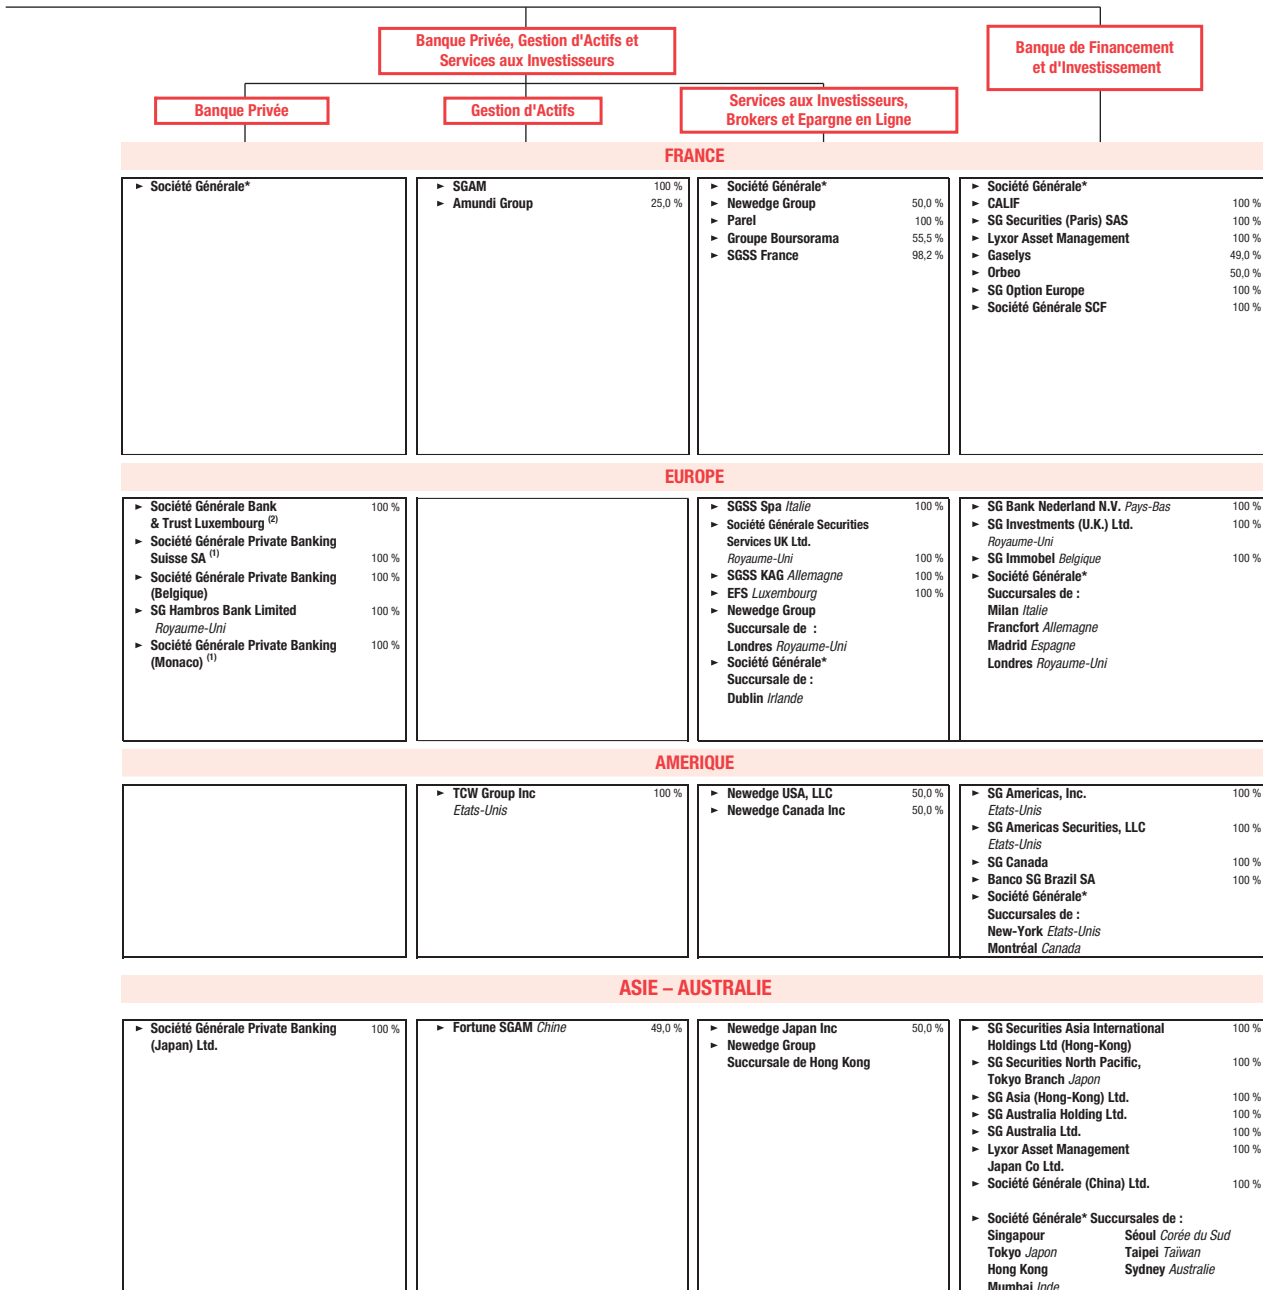 Banque Privée, Gestion d'Actifs et
Services aux Investisseurs
Banque de Financement
et d'Investissement
Banque Privée
Gestion d'Actifs
Services aux Investisseurs,
Brokers et Epargne en Ligne
FRANCE
► Société Générale*
► SGAM 100 %
► Amundi Group 25,0 %
► Société Générale*
► Newedge Group 50,0 %
► Parel 100 %
► Groupe Boursorama 55,5 %
► SGSS France 98,2 %
► Société Générale*
► CALIF 100 %
► SG Securities (Paris) SAS 100 %
► Lyxor Asset Management 100 %
► Gaselys 49,0 %
► Orbeo 50,0 %
► SG Option Europe 100 %
► Société Générale SCF 100 %
EUROPE
► Société Générale Bank 100 %
& Trust Luxembourg (2)
► Société Générale Private Banking
Suisse SA (1) 100 %
► Société Générale Private Banking 100 %
(Belgique)
► SG Hambros Bank Limited 100 %
Royaume-Uni
► Société Générale Private Banking 100 %
(Monaco) (1)
► SGSS Spa Italie 100 %
► Société Générale Securities
Services UK Ltd.
Royaume-Uni 100 %
► SGSS KAG Allemagne 100 %
► EFS Luxembourg 100 %
► Newedge Group
Succursale de :
Londres Royaume-Uni
► Société Générale*
Succursale de :
Dublin Irlande
► SG Bank Nederland N.V. Pays-Bas 100 %
► SG Investments (U.K.) Ltd. 100 %
Royaume-Uni
► SG Immobel Belgique 100 %
► Société Générale*
Succursales de :
Milan Italie
Francfort Allemagne
Madrid Espagne
Londres Royaume-Uni
AMERIQUE
► TCW Group Inc 100 %
Etats-Unis
► Newedge USA, LLC 50,0 %
► Newedge Canada Inc 50,0 %
► SG Americas, Inc. 100 %
Etats-Unis
► SG Americas Securities, LLC 100 %
Etats-Unis
► SG Canada 100 %
► Banco SG Brazil SA 100 %
► Société Générale*
Succursales de :
New-York Etats-Unis
Montréal Canada
ASIE – AUSTRALIE
► Société Générale Private Banking 100 %
(Japan) Ltd.
► Fortune SGAM Chine 49,0 %
► Newedge Japan Inc 50,0 %
► Newedge Group
Succursale de Hong Kong
► SG Securities Asia International 100 %
Holdings Ltd (Hong-Kong)
► SG Securities North Pacific, 100 %
Tokyo Branch Japon
► SG Asia (Hong-Kong) Ltd. 100 %
► SG Australia Holding Ltd. 100 %
► SG Australia Ltd. 100 %
► Lyxor Asset Management 100 %
Japan Co Ltd.
► Société Générale (China) Ltd. 100 %
► Société Générale* Succursales de :
Singapour Séoul Corée du Sud
Tokyo Japon Taipei Taïwan
Hong Kong Sydney Australie
Mumbai Inde